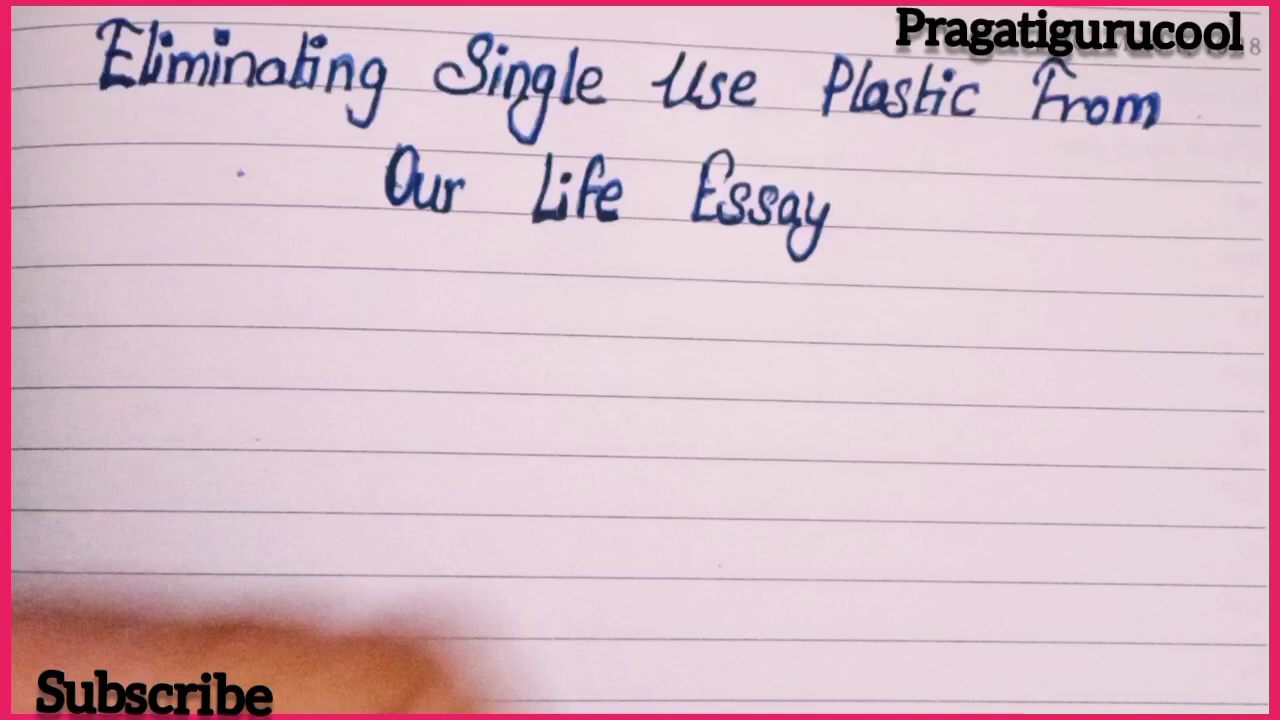 Pragatigurucool
Eliminating Single Use Plastic From
Our Life Essay
Subscribe